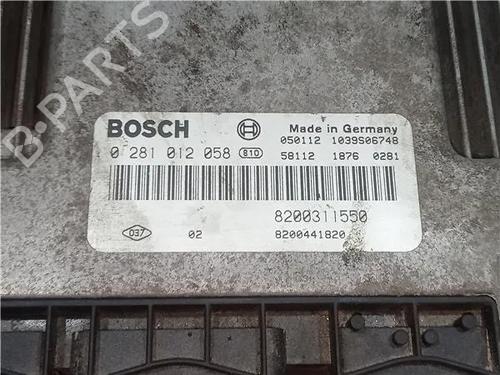 B-PARTS
BOSCH
Made in Germany
050112 1039S06748
0 281 012 058 810
58112 1876 0281
8200311550
037 02 8200441820